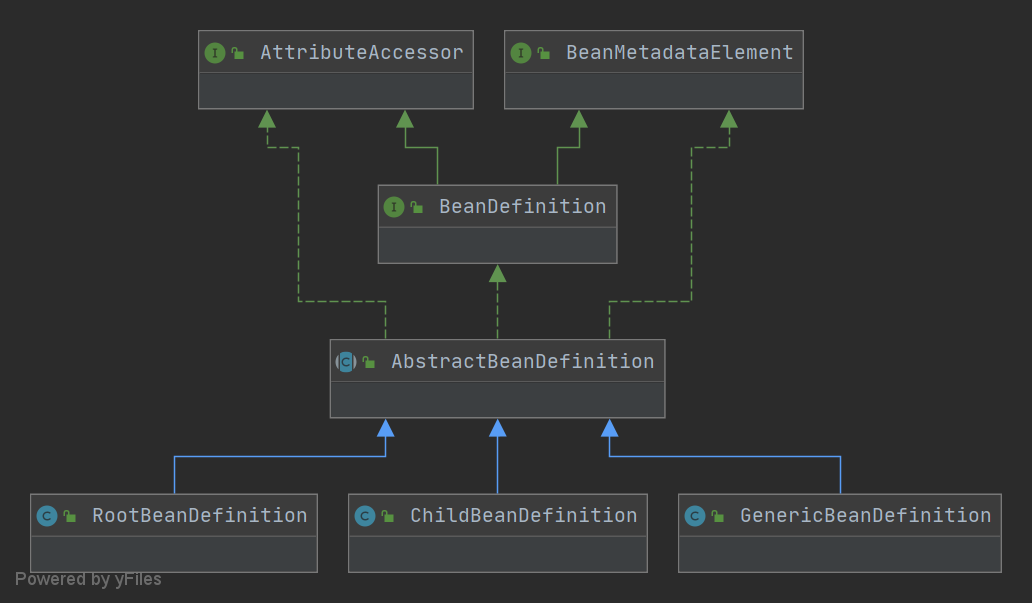 I AttributeAccessor
I BeanMetadataElement
I BeanDefinition
C AbstractBeanDefinition
C RootBeanDefinition
C ChildBeanDefinition
C GenericBeanDefinition
Powered by yFiles